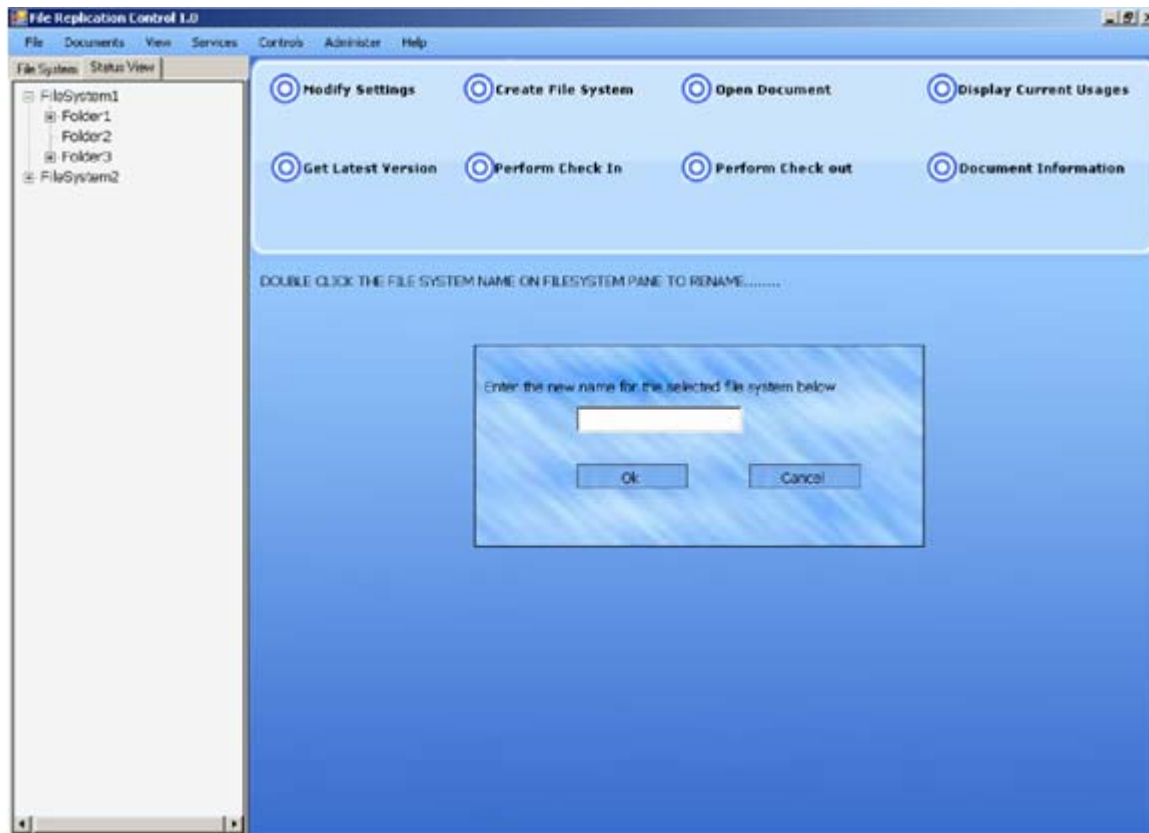 File Replication Control 1.0
File Documents View Services Controls Administer Help
File System Status View
FileSystem1
Folder1
Folder2
Folder3
FileSystem2
Modify Settings Create File System Open Document Display Current Usages
Get Latest Version Perform Check In Perform Check out Document Information
DOUBLE CLICK THE FILE SYSTEM NAME ON FILESYSTEM PANE TO RENAME........
Enter the new name for the selected file system below
Ok Cancel